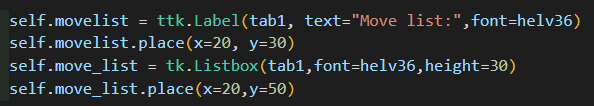 self.movelist = ttk.Label(tab1, text="Move list:",font=helv36)
self.movelist.place(x=20, y=30)
self.move_list = tk.Listbox(tab1,font=helv36,height=30)
self.move_list.place(x=20,y=50)